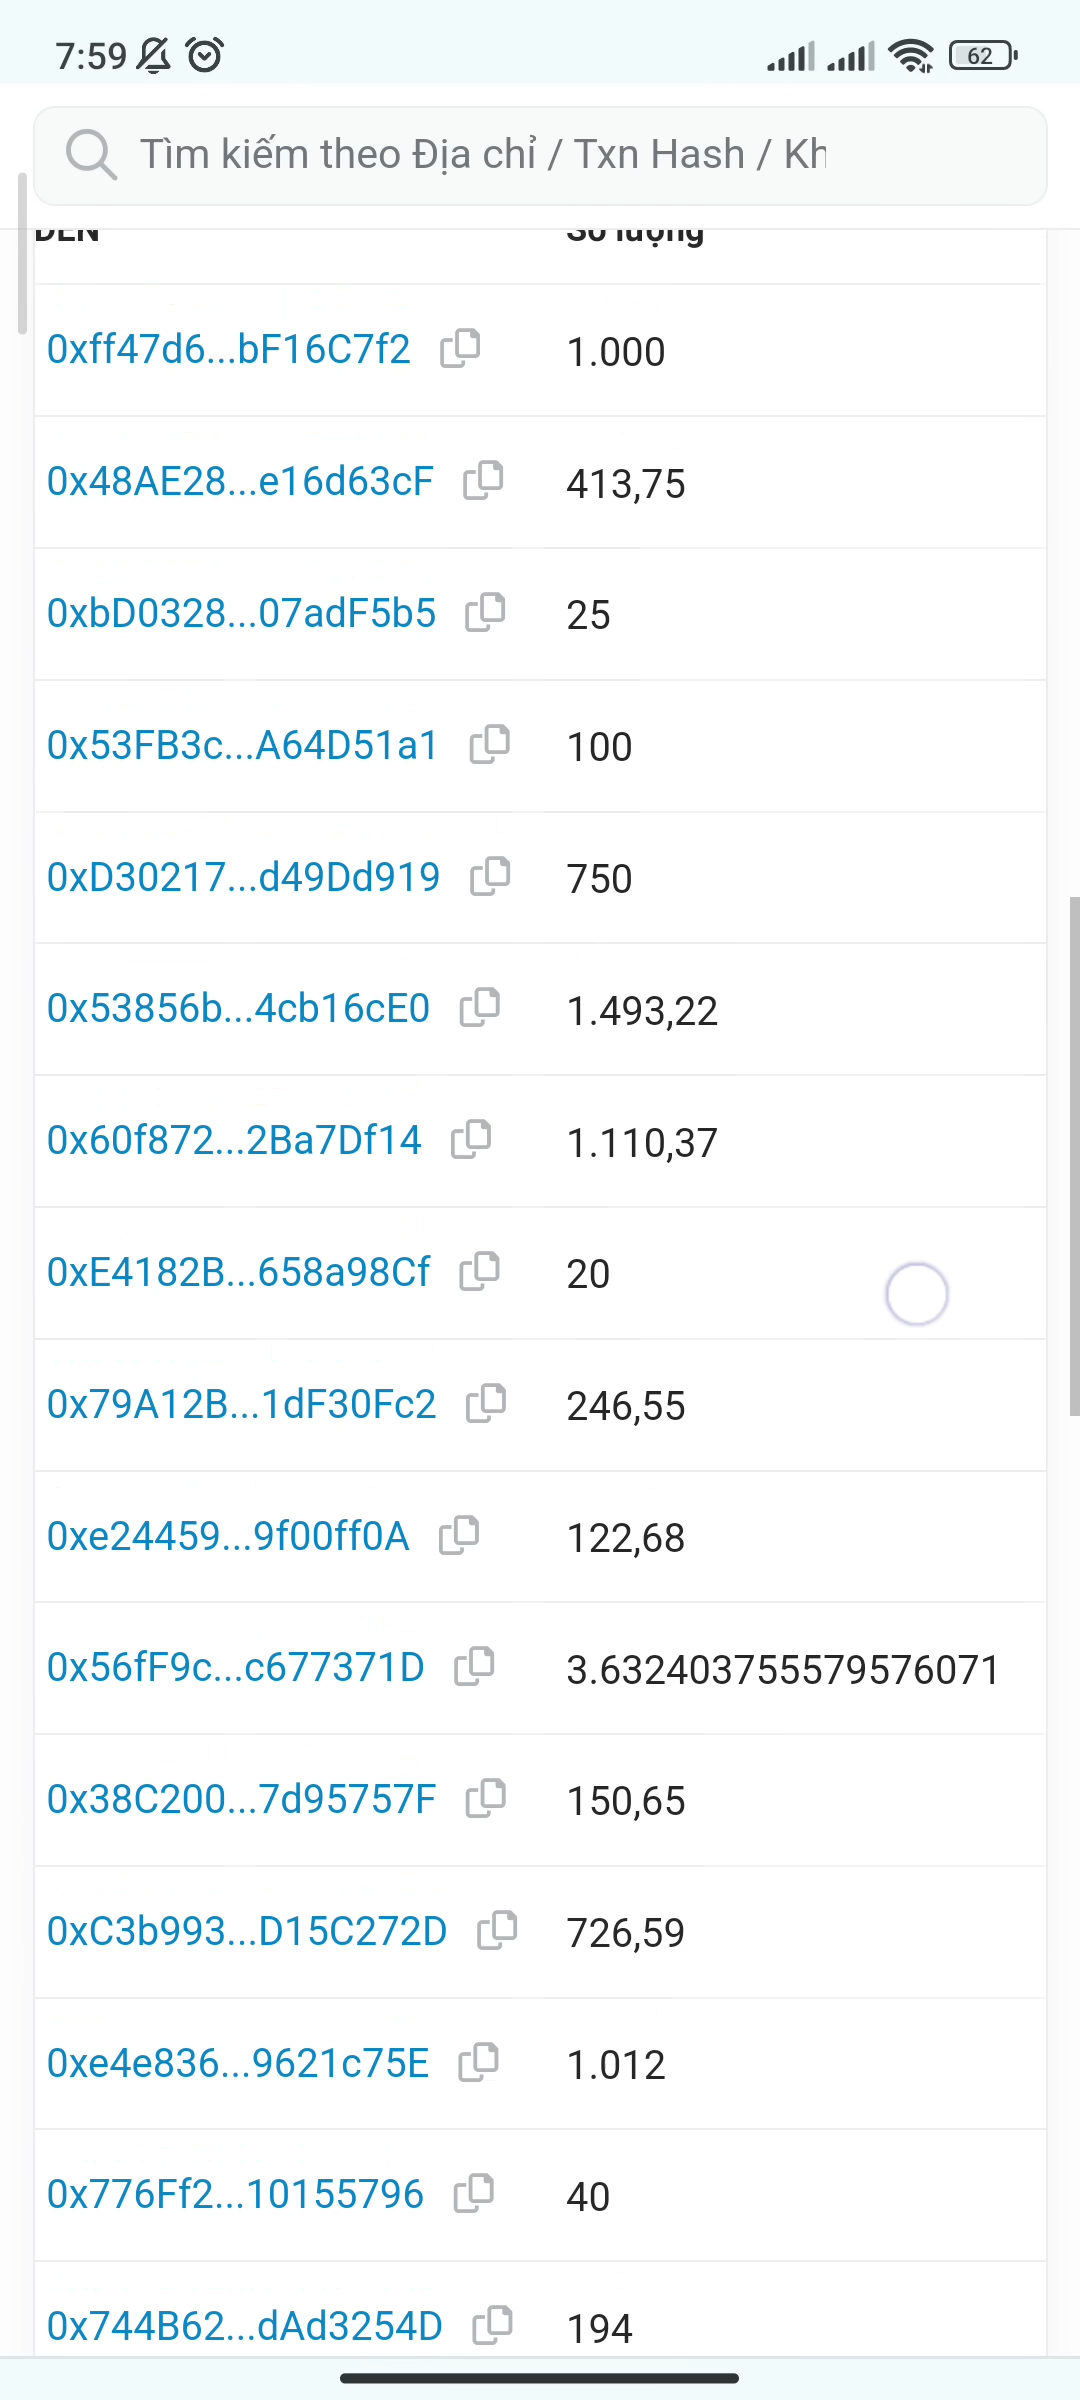 7:59 62
Tìm kiếm theo Địa chỉ / Txn Hash / Kh
ĐẾN Số lượng
0xff47d6...bF16C7f2 1.000
0x48AE28...e16d63cF 413,75
0xbD0328...07adF5b5 25
0x53FB3c...A64D51a1 100
0xD30217...d49Dd919 750
0x53856b...4cb16cE0 1.493,22
0x60f872...2Ba7Df14 1.110,37
0xE4182B...658a98Cf 20
0x79A12B...1dF30Fc2 246,55
0xe24459...9f00ff0A 122,68
0x56fF9c...c677371D 3.632403755579576071
0x38C200...7d95757F 150,65
0xC3b993...D15C272D 726,59
0xe4e836...9621c75E 1.012
0x776Ff2...10155796 40
0x744B62...dAd3254D 194